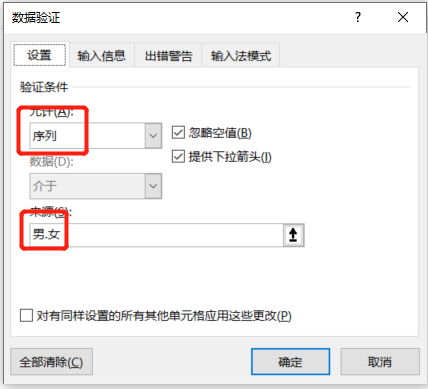 数据验证
设置 输入信息 出错警告 输入法模式
验证条件
允许(A):
序列
忽略空值(B)
数据(D):
提供下拉箭头(I)
介于
来源(S):
男.女
对有同样设置的所有其他单元格应用这些更改(P)
全部清除(C) 确定 取消